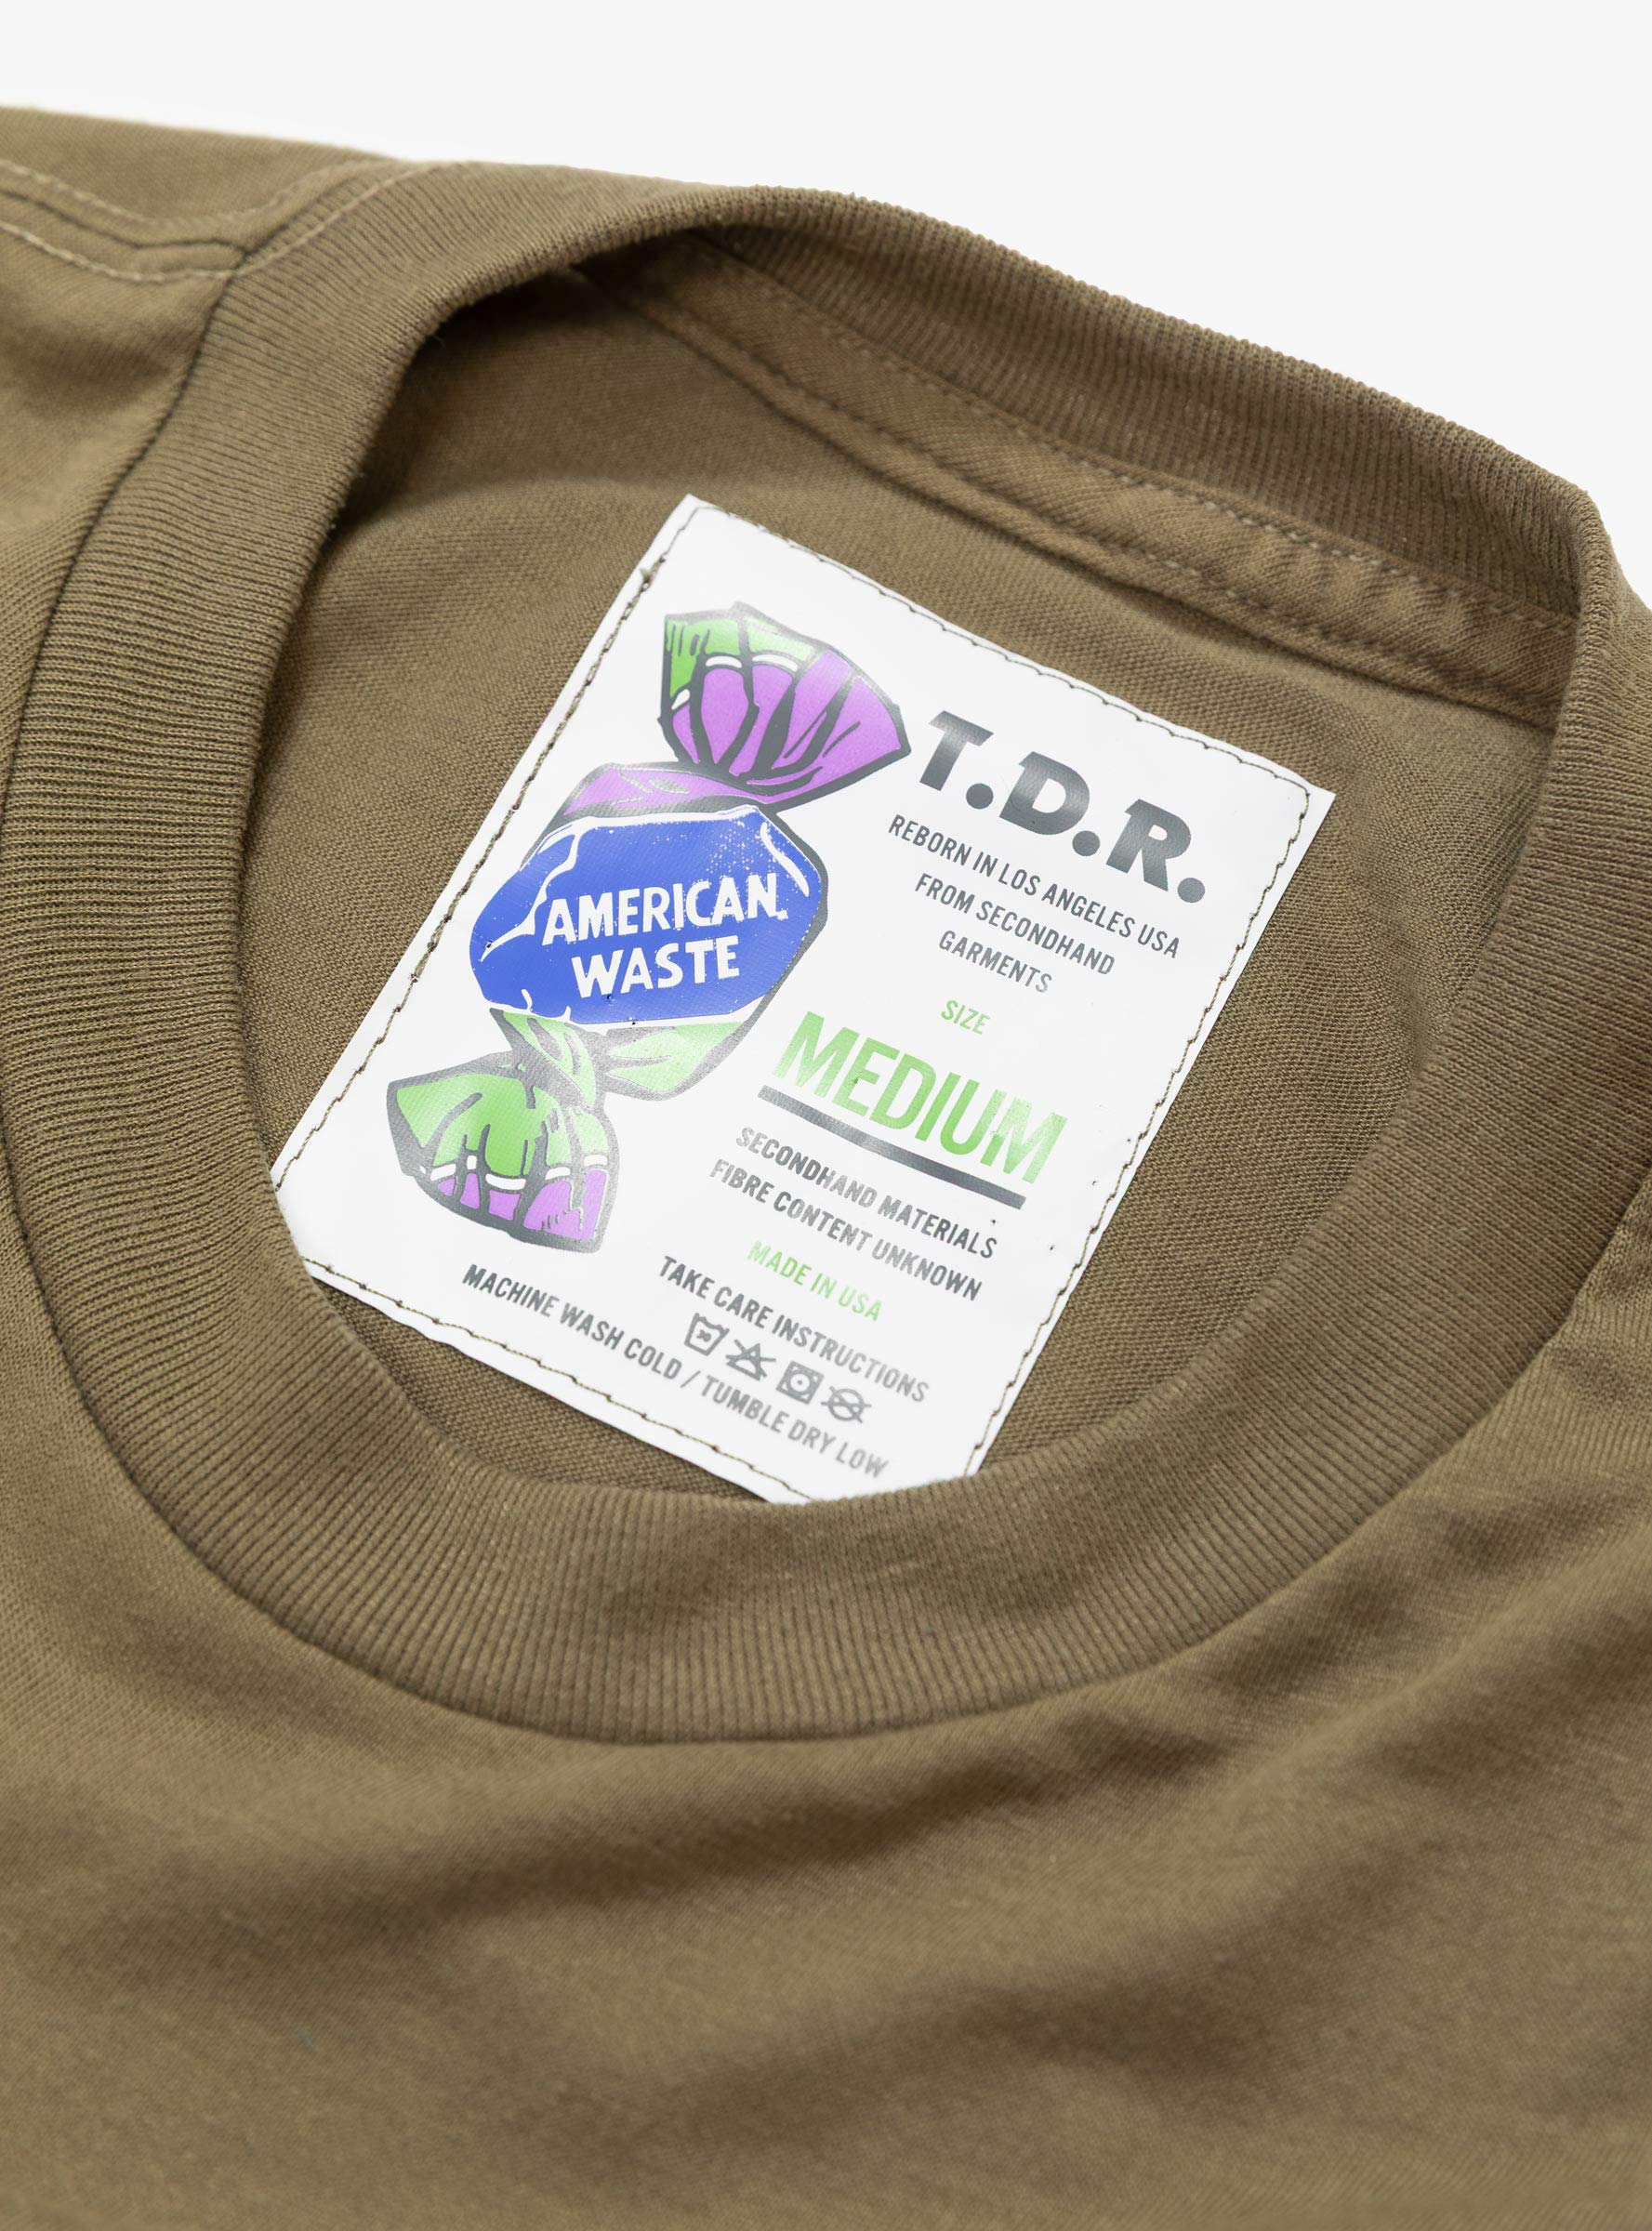 T.D.R.
REBORN IN LOS ANGELES USA
FROM SECONDHAND
GARMENTS
AMERICAN
WASTE
SIZE
MEDIUM
SECONDHAND MATERIALS
FIBRE CONTENT UNKNOWN
MADE IN USA
TAKE CARE INSTRUCTIONS
30
MACHINE WASH COLD / TUMBLE DRY LOW